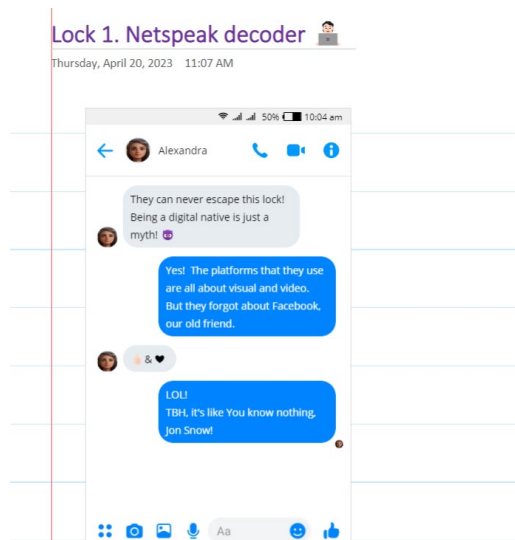 Lock 1. Netspeak decoder 🧑🏻‍💻
Thursday, April 20, 2023 11:07 AM
50% 10:04 am
Alexandra
They can never escape this lock!
Being a digital native is just a
myth! 😈
Yes! The platforms that they use
are all about visual and video.
But they forgot about Facebook,
our old friend.
👆🏻 & 🖤
LOL!
TBH, it's like You know nothing,
Jon Snow!
Aa